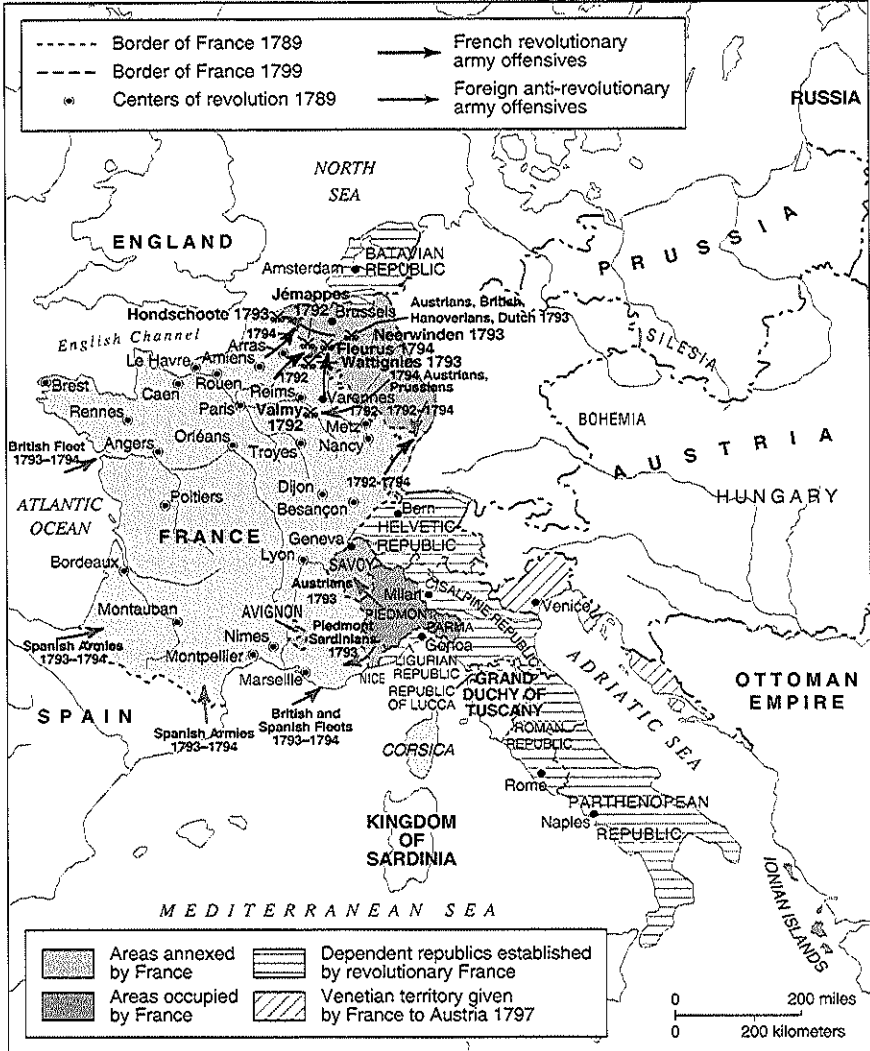 Border of France 1789
Border of France 1799
Centers of revolution 1789
French revolutionary
army offensives
Foreign anti-revolutionary
army offensives
RUSSIA
NORTH
SEA
ENGLAND
PRUSSIA
BATAVIAN
REPUBLIC
Amsterdam
Jémappes
1792
Brussels
Austrians, British,
Hanoverians, Dutch 1793
Hondschoote 1793
1794
Neerwinden 1793
Fleurus 1794
Wattignies 1793
English Channel
Arras
Amiens
Le Havre
Rouen
Caen
SILESIA
1792
1794 Austrians,
Prussians
Brest
Reims
Varennes
Paris
Valmy
1792
1792-
1792-1794
Rennes
Metz
Nancy
BOHEMIA
AUSTRIA
Angers
Orléans
Troyes
British Fleet
1793–1794
1792-1794
Dijon
Besançon
HUNGARY
Poitiers
ATLANTIC
OCEAN
Bern
HELVETIC
REPUBLIC
FRANCE
Geneva
Lyon
SAVOY
Bordeaux
Austrians
1793
Milan
CISALPINE REPUBLIC
Venice
PIEDMONT
Montauban
AVIGNON
Piedmont
Sardinians
1793
PARMA
Genoa
Spanish Armies
1793–1794
Nimes
Montpellier
Marseille
NICE
LIGURIAN
REPUBLIC
REPUBLIC
OF LUCCA
GRAND
DUCHY OF
TUSCANY
ADRIATIC SEA
OTTOMAN
EMPIRE
SPAIN
Spanish Armies
1793–1794
British and
Spanish Fleets
1793–1794
CORSICA
ROMAN
REPUBLIC
Rome
PARTHENOPEAN
REPUBLIC
Naples
KINGDOM
OF
SARDINIA
IONIAN ISLANDS
MEDITERRANEAN SEA
Areas annexed
by France
Areas occupied
by France
Dependent republics established
by revolutionary France
Venetian territory given
by France to Austria 1797
0 200 miles
0 200 kilometers